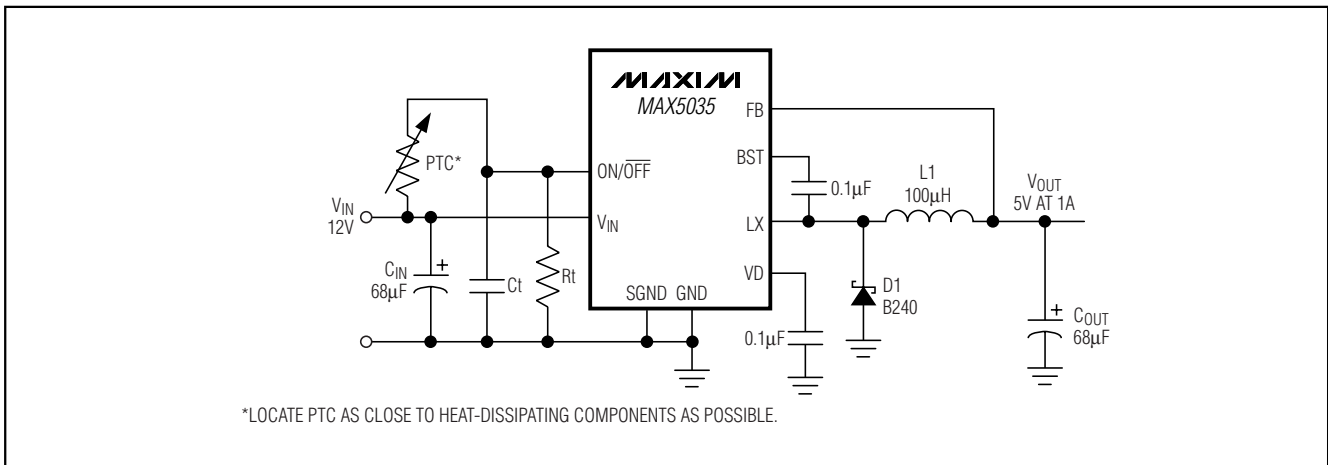 MAXIM
MAX5035
FB
BST
ON/OFF
PTC*
0.1µF
L1
100µH
VOUT
5V AT 1A
VIN
12V
VIN
LX
CIN
68µF
+
Ct
Rt
VD
SGND GND
0.1µF
D1
B240
+
COUT
68µF
*LOCATE PTC AS CLOSE TO HEAT-DISSIPATING COMPONENTS AS POSSIBLE.